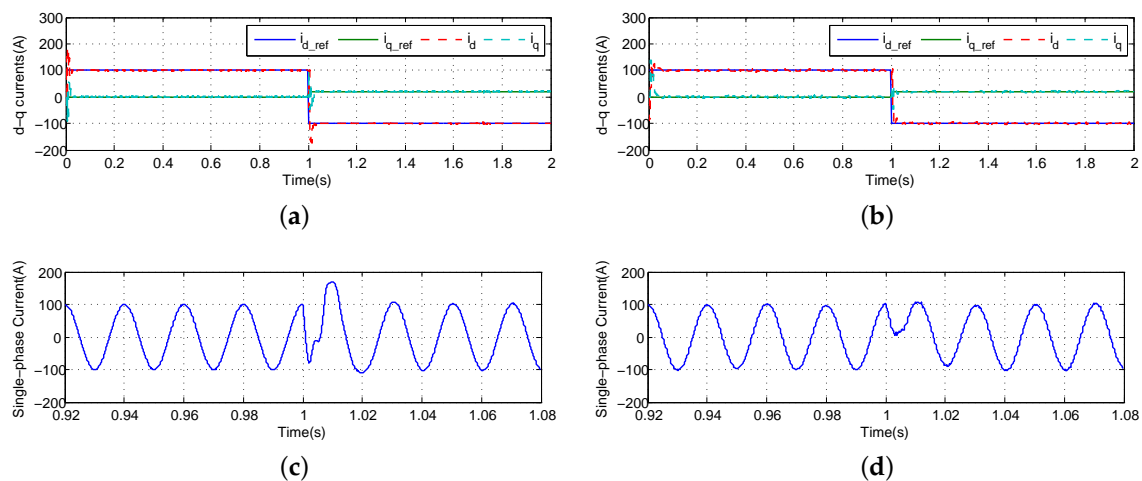 300
200
100
0
−100
−200
d−q currents(A)
i_d_ref i_q_ref i_d i_q
0 0.2 0.4 0.6 0.8 1 1.2 1.4 1.6 1.8 2
Time(s)
(a)
300
200
100
0
−100
−200
d−q currents(A)
i_d_ref i_q_ref i_d i_q
0 0.2 0.4 0.6 0.8 1 1.2 1.4 1.6 1.8 2
Time(s)
(b)
200
100
0
−100
−200
Single−phase Current(A)
0.92 0.94 0.96 0.98 1 1.02 1.04 1.06 1.08
Time(s)
(c)
200
100
0
−100
−200
Single−phase Current(A)
0.92 0.94 0.96 0.98 1 1.02 1.04 1.06 1.08
Time(s)
(d)